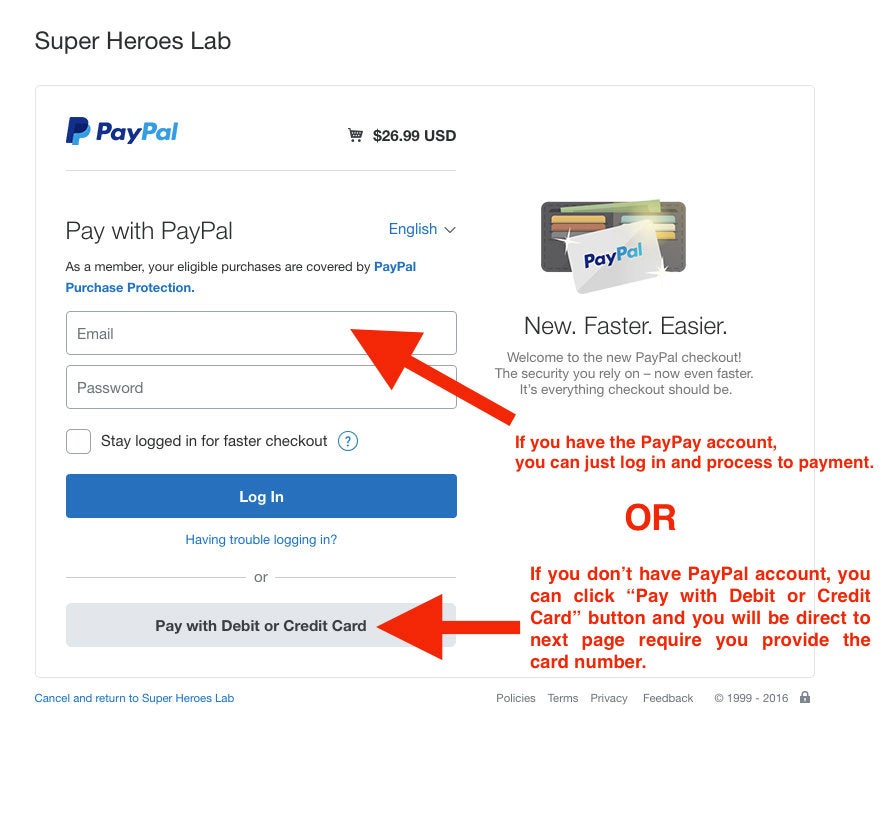 Super Heroes Lab
PayPal
$26.99 USD
Pay with PayPal
English
As a member, your eligible purchases are covered by PayPal
Purchase Protection.
Email
Password
Stay logged in for faster checkout ?
Log In
Having trouble logging in?
or
Pay with Debit or Credit Card
PayPal
New. Faster. Easier.
Welcome to the new PayPal checkout!
The security you rely on – now even faster.
It's everything checkout should be.
If you have the PayPay account,
you can just log in and process to payment.
OR
If you don't have PayPal account, you
can click “Pay with Debit or Credit
Card” button and you will be direct to
next page require you provide the
card number.
Cancel and return to Super Heroes Lab
Policies Terms Privacy Feedback © 1999 - 2016